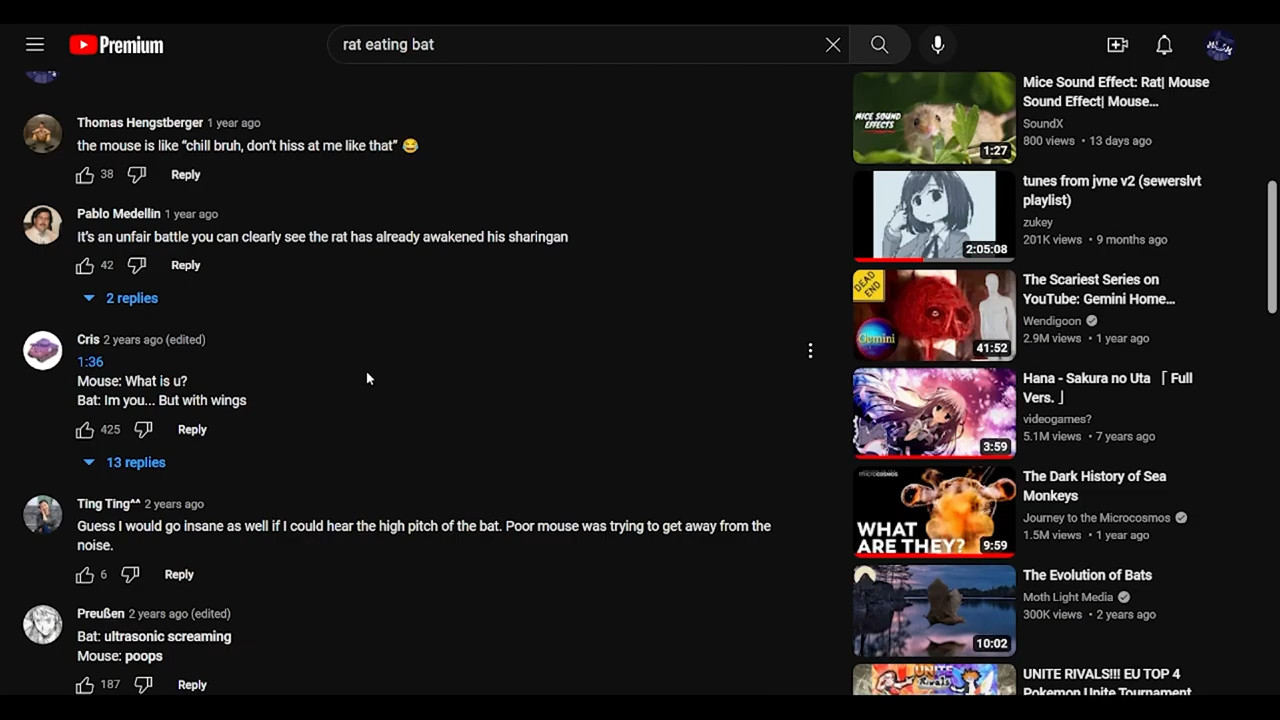 Premium
rat eating bat
Thomas Hengstberger 1 year ago
the mouse is like “chill bruh, don’t hiss at me like that” 😂
38 Reply
Pablo Medellin 1 year ago
It’s an unfair battle you can clearly see the rat has already awakened his sharingan
42 Reply
2 replies
Cris 2 years ago (edited)
1:36
Mouse: What is u?
Bat: Im you... But with wings
425 Reply
13 replies
Ting Ting^^ 2 years ago
Guess I would go insane as well if I could hear the high pitch of the bat. Poor mouse was trying to get away from the
noise.
6 Reply
Preußen 2 years ago (edited)
Bat: ultrasonic screaming
Mouse: poops
187 Reply
MICE SOUND
EFFECTS
1:27
Mice Sound Effect: Rat| Mouse
Sound Effect| Mouse...
SoundX
800 views • 13 days ago
2:05:08
tunes from jvne v2 (sewerslvt
playlist)
zukey
201K views • 9 months ago
DEAD
END
Gemini
41:52
The Scariest Series on
YouTube: Gemini Home...
Wendigoon
2.9M views • 1 year ago
3:59
Hana - Sakura no Uta 「 Full
Vers. 」
videogames?
5.1M views • 7 years ago
MICROCOSMOS
WHAT
ARE THEY?
9:59
The Dark History of Sea
Monkeys
Journey to the Microcosmos
1.5M views • 1 year ago
10:02
The Evolution of Bats
Moth Light Media
300K views • 2 years ago
UNITE
Rivals
UNITE RIVALS!!! EU TOP 4
Pokemon Unite Tournament